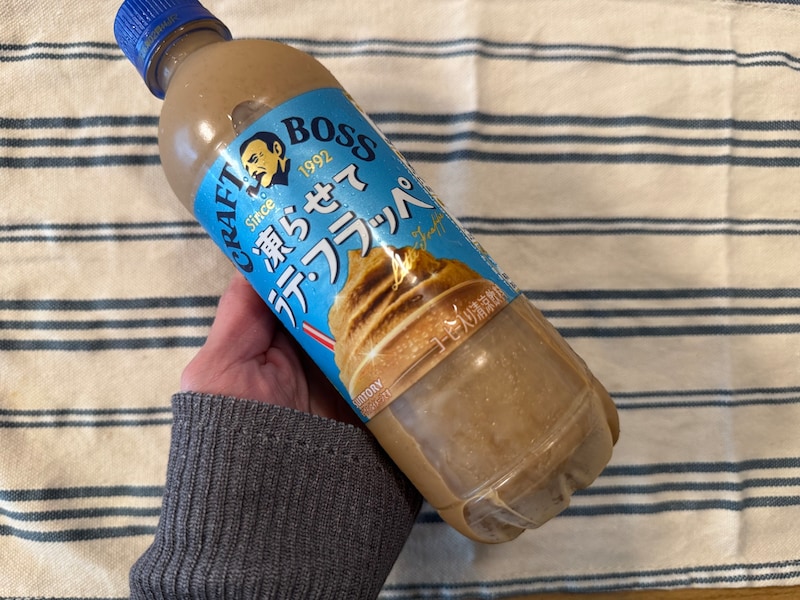 CRAFT BOSS
Since 1992
凍らせて
ラテ・フラッペ
コーヒー入り清涼飲料
SUNTORY